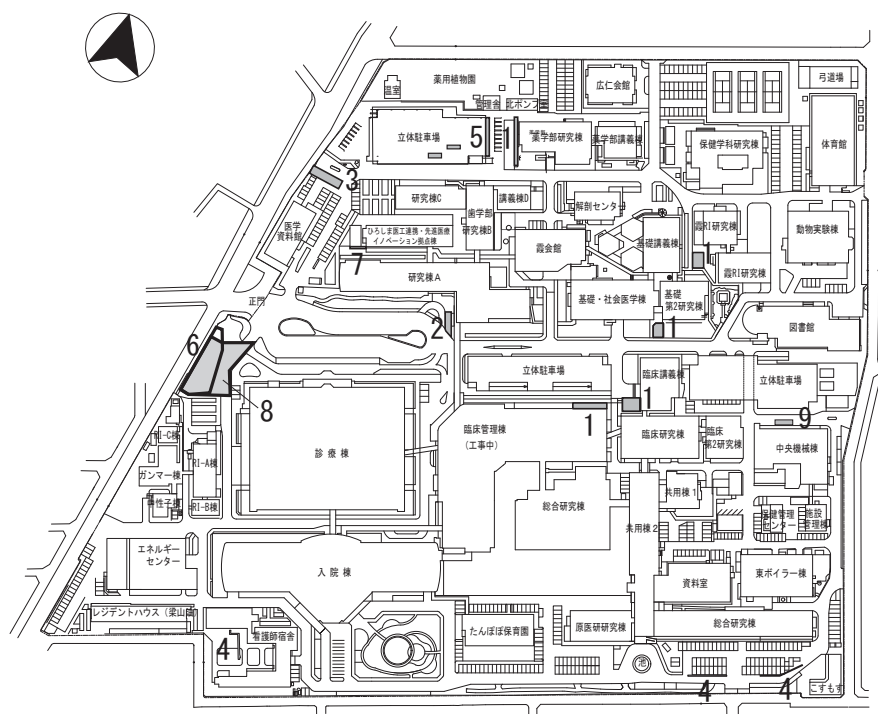 薬用植物園
温室
管理舎
北ポンプ室
広仁会館
弓道場
立体駐車場
5
1
薬学部研究棟
薬学部講義棟
保健学科研究棟
体育館
3
医学
資料館
研究棟C
講義棟D
歯学部
研究棟B
解剖センター
ひろしま医工連携・先進医療
イノベーション拠点棟
7
霞会館
基礎講義棟
霞RI研究棟
1
霞RI研究棟
動物実験棟
正門
研究棟A
基礎・社会医学棟
基礎
第2研究棟
1
図書館
2
6
8
立体駐車場
臨床講義棟
立体駐車場
1
1
診療棟
臨床管理棟
(工事中)
臨床研究棟
臨床
第2研究棟
9
中央機械棟
RI-C棟
RI-A棟
ガンマー棟
中性子棟
RI-B棟
総合研究棟
共用棟1
共用棟2
保健管理
センター
施設
管理棟
エネルギー
センター
入院棟
資料室
東ボイラー棟
レジデントハウス(梁山
4
看護師宿舎
たんぽぽ保育園
原医研研究棟
総合研究棟
池
4
4
こすもす